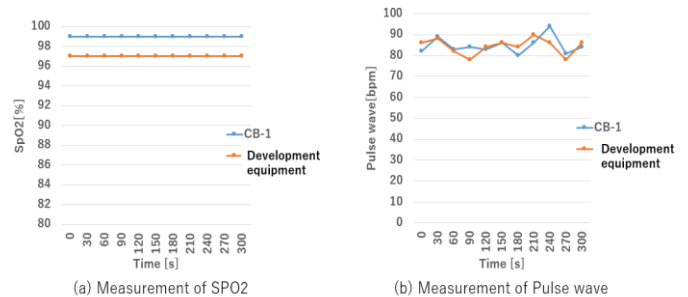 100
98
96
94
92
90
88
86
84
82
80
SpO2[%]
0 30 60 90 120 150 180 210 240 270 300
Time [s]
CB-1
Development
equipment
(a) Measurement of SPO2
100
90
80
70
60
50
40
30
20
10
0
Pulse wave[bpm]
0 30 60 90 120 150 180 210 240 270 300
Time [s]
CB-1
Development
equipment
(b) Measurement of Pulse wave